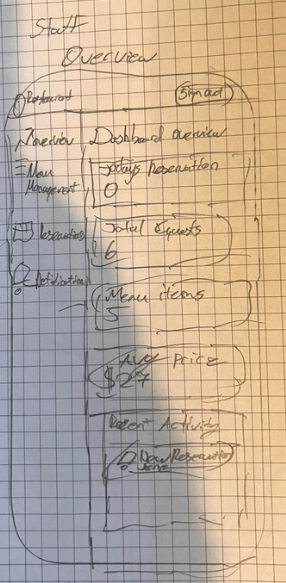 Staff
Overview
Restaurant
Sign out
Overview
Menu
Management
Reservations
Notification
Dashboard overview
Todays Reservation
0
Total Guests
6
Menu items
5
Avg price
$27
Recent Activity
New Reservation